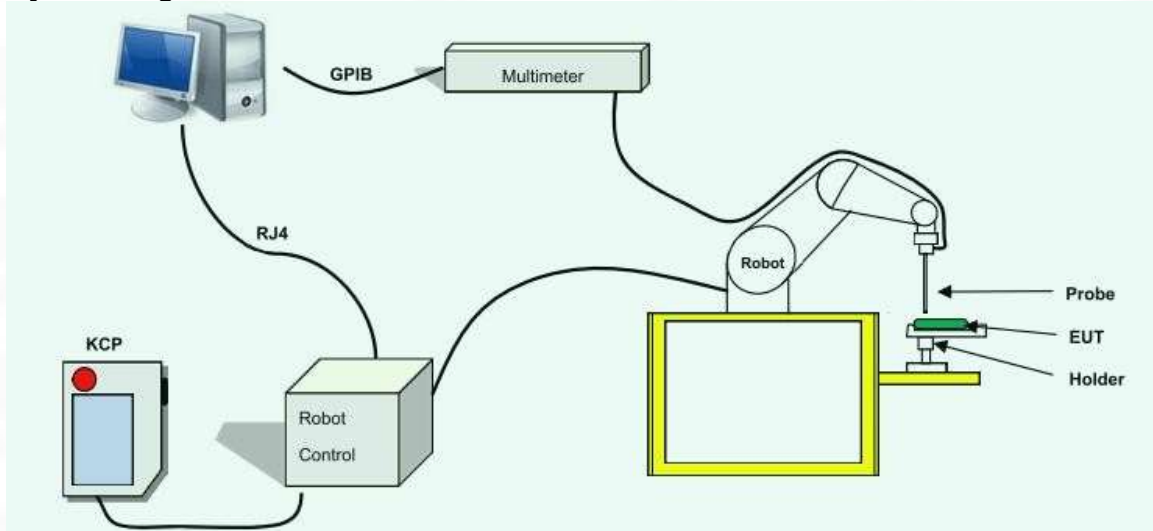 GPIB
Multimeter
RJ4
Robot
Probe
EUT
Holder
KCP
Robot
Control